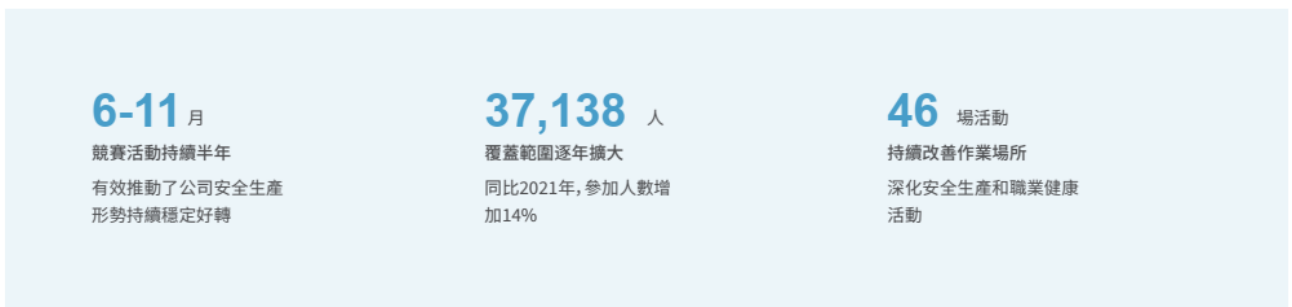 6-11 月
競賽活動持續半年
有效推動了公司安全生產
形勢持續穩定好轉
37,138 人
覆蓋範圍逐年擴大
同比2021年，參加人數增
加14%
46 場活動
持續改善作業場所
深化安全生產和職業健康
活動